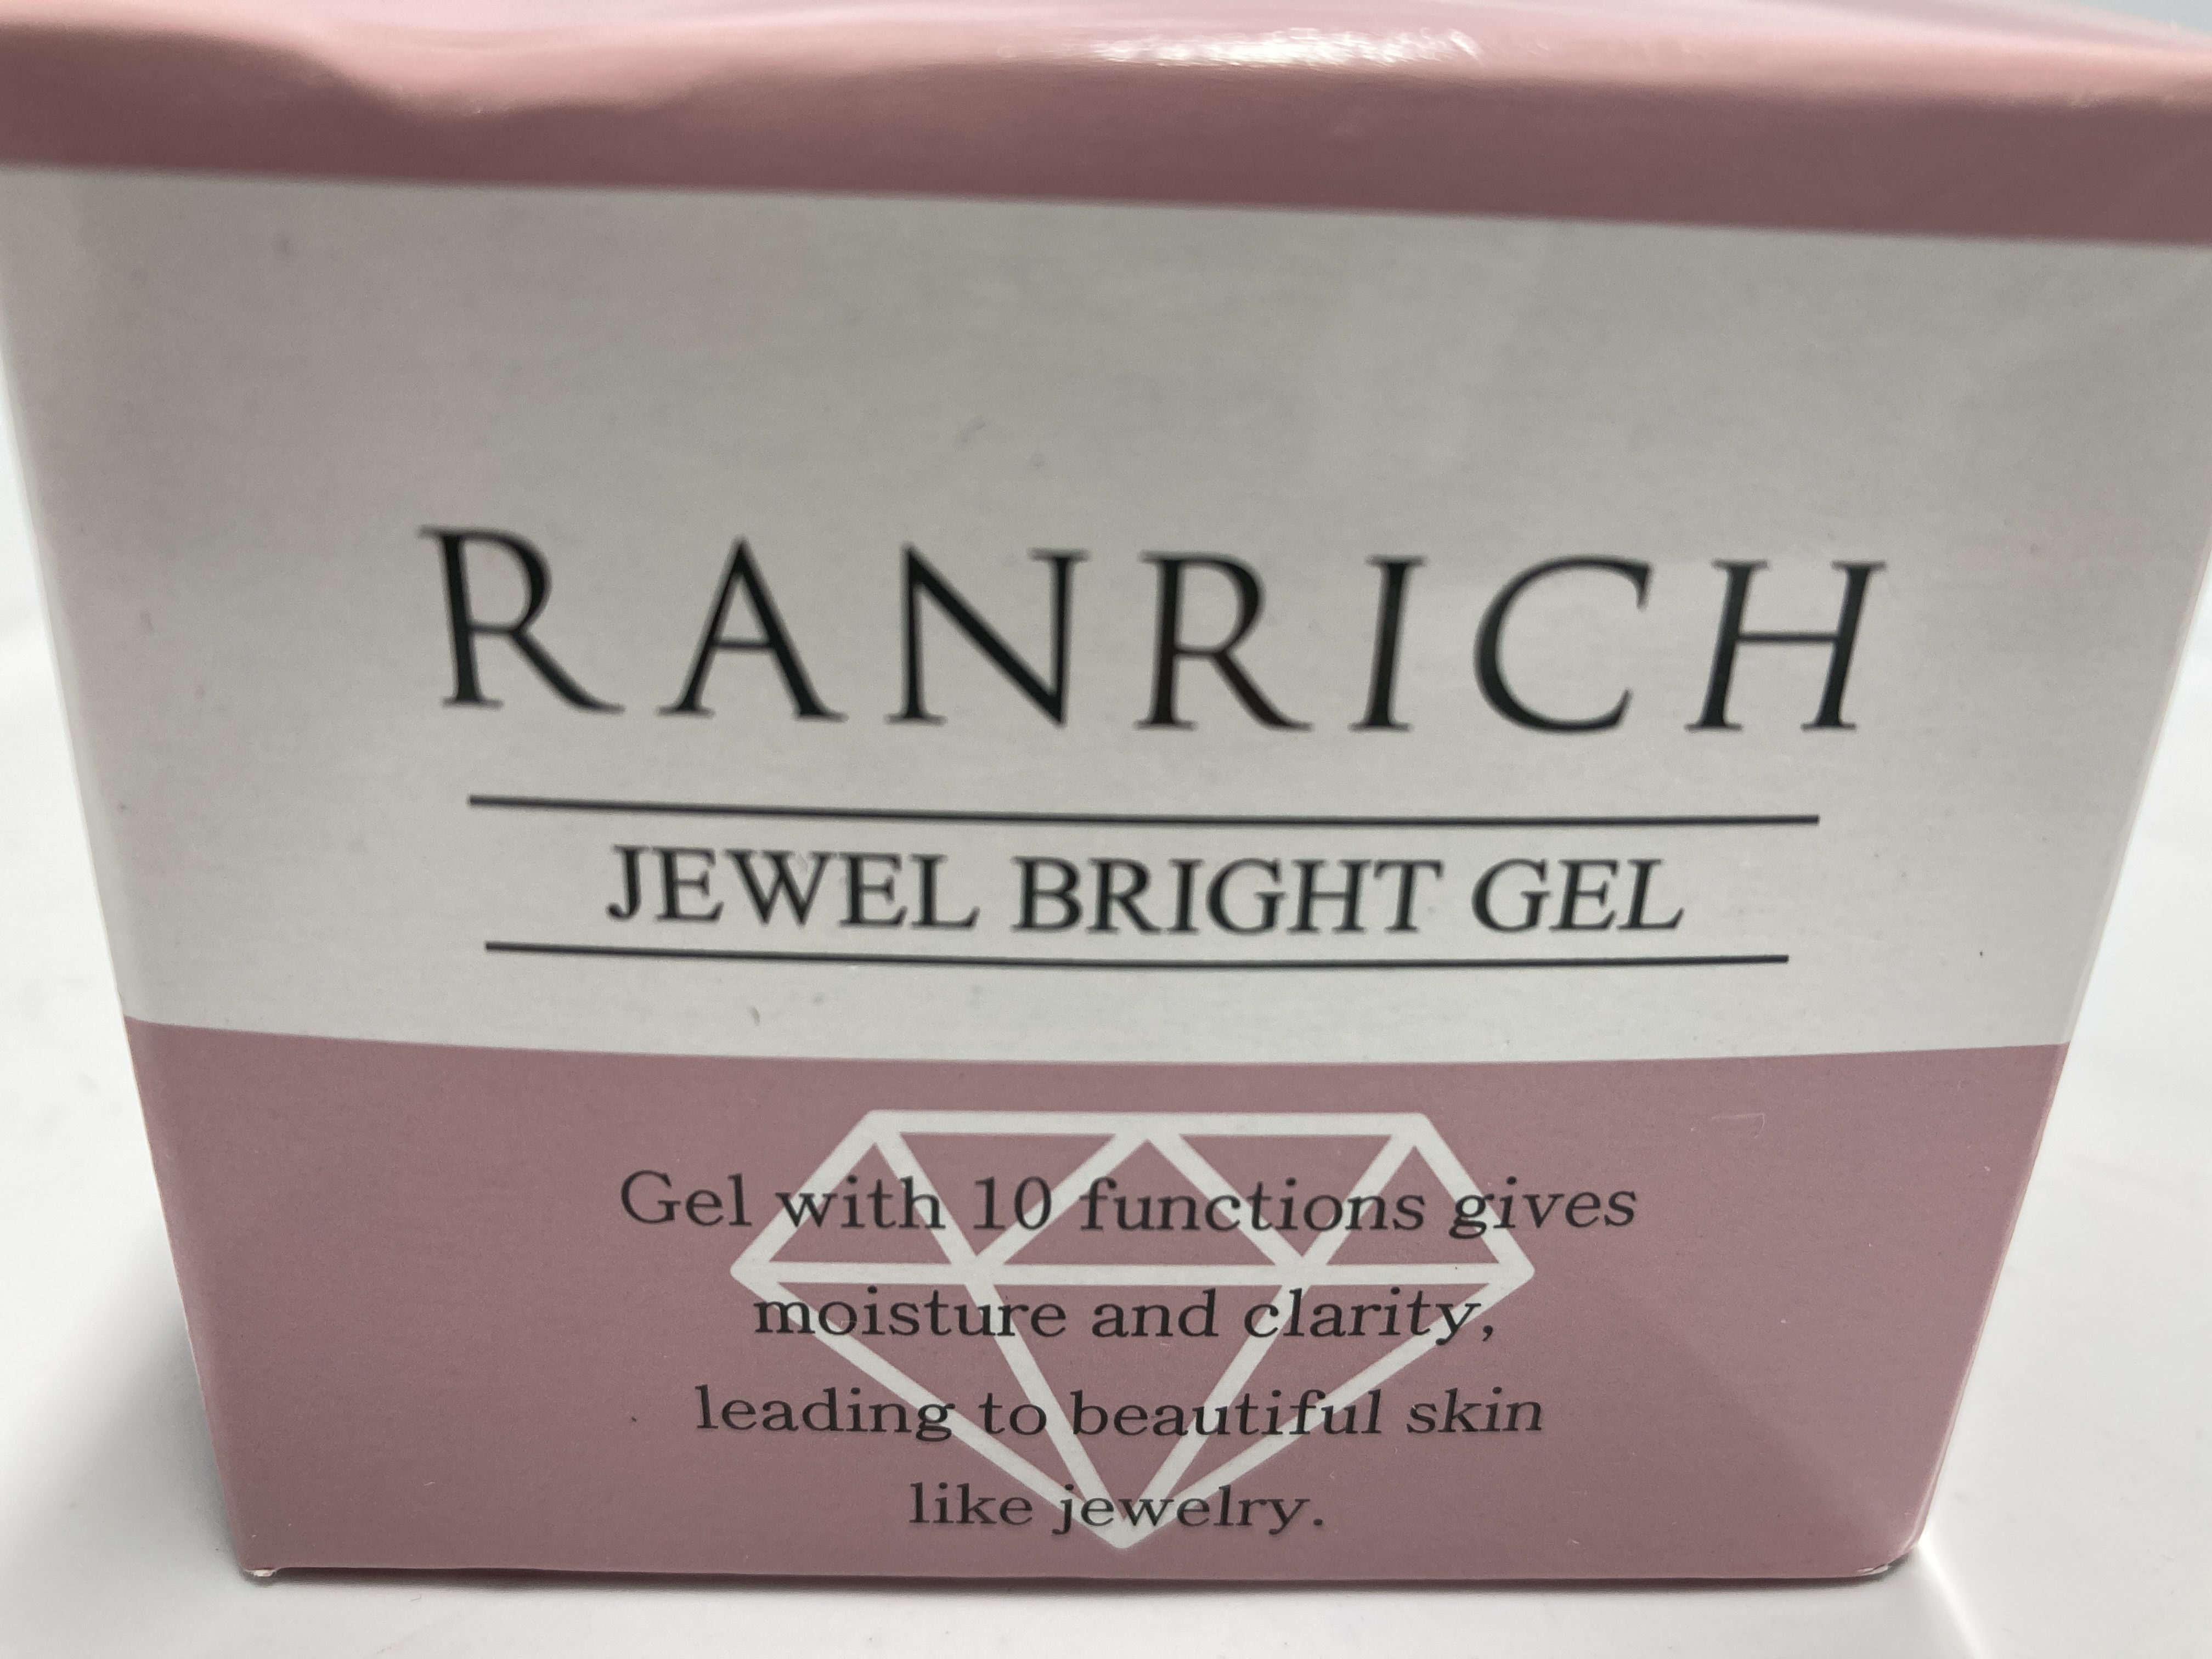 RANRICH
JEWEL BRIGHT GEL
Gel with 10 functions gives
moisture and clarity,
leading to beautiful skin
like jewelry.